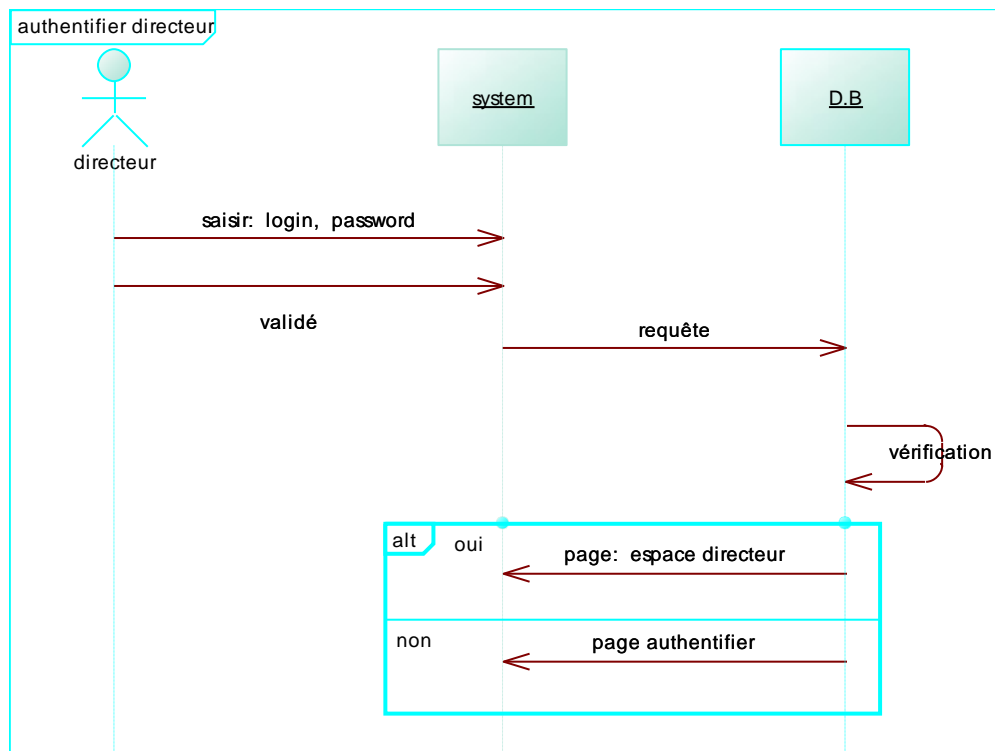 authentifier directeur
system
D.B
directeur
saisir: login, password
validé
requête
vérification
alt
oui
page: espace directeur
non
page authentifier